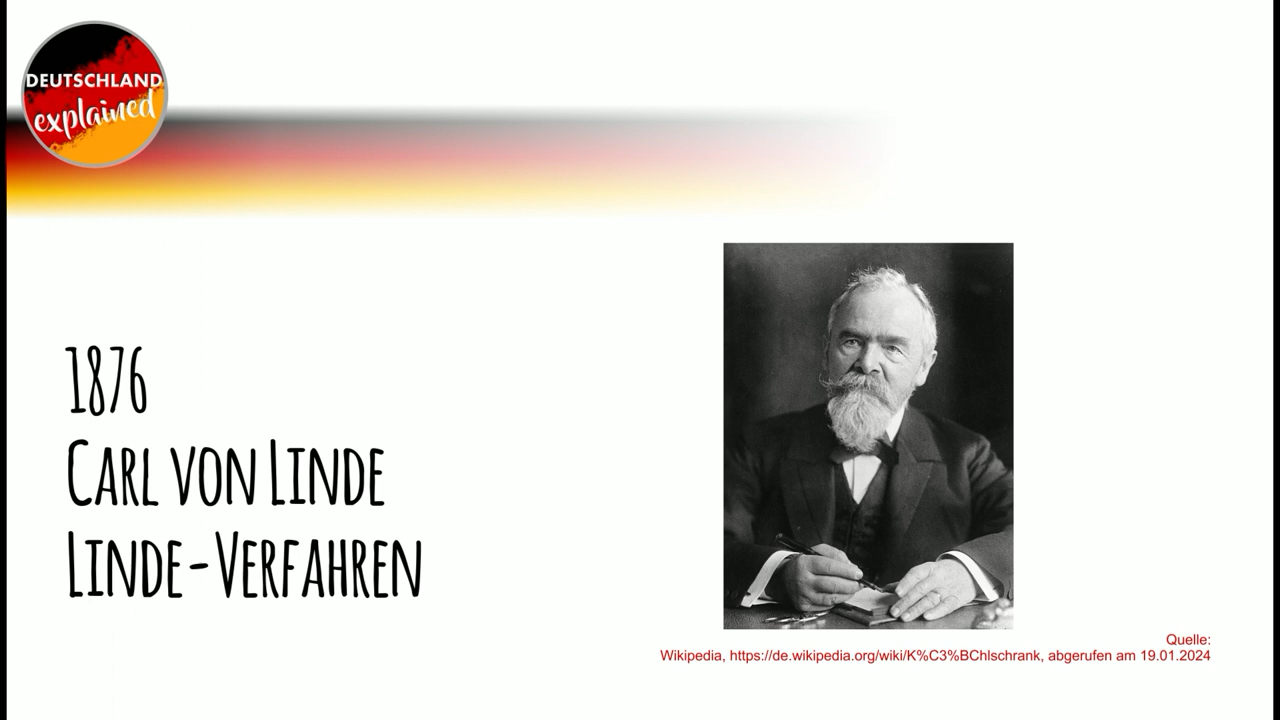 DEUTSCHLAND
explained
1876
CARL VON LINDE
LINDE-VERFAHREN
Quelle:
Wikipedia, https://de.wikipedia.org/wiki/K%C3%BChlschrank, abgerufen am 19.01.2024